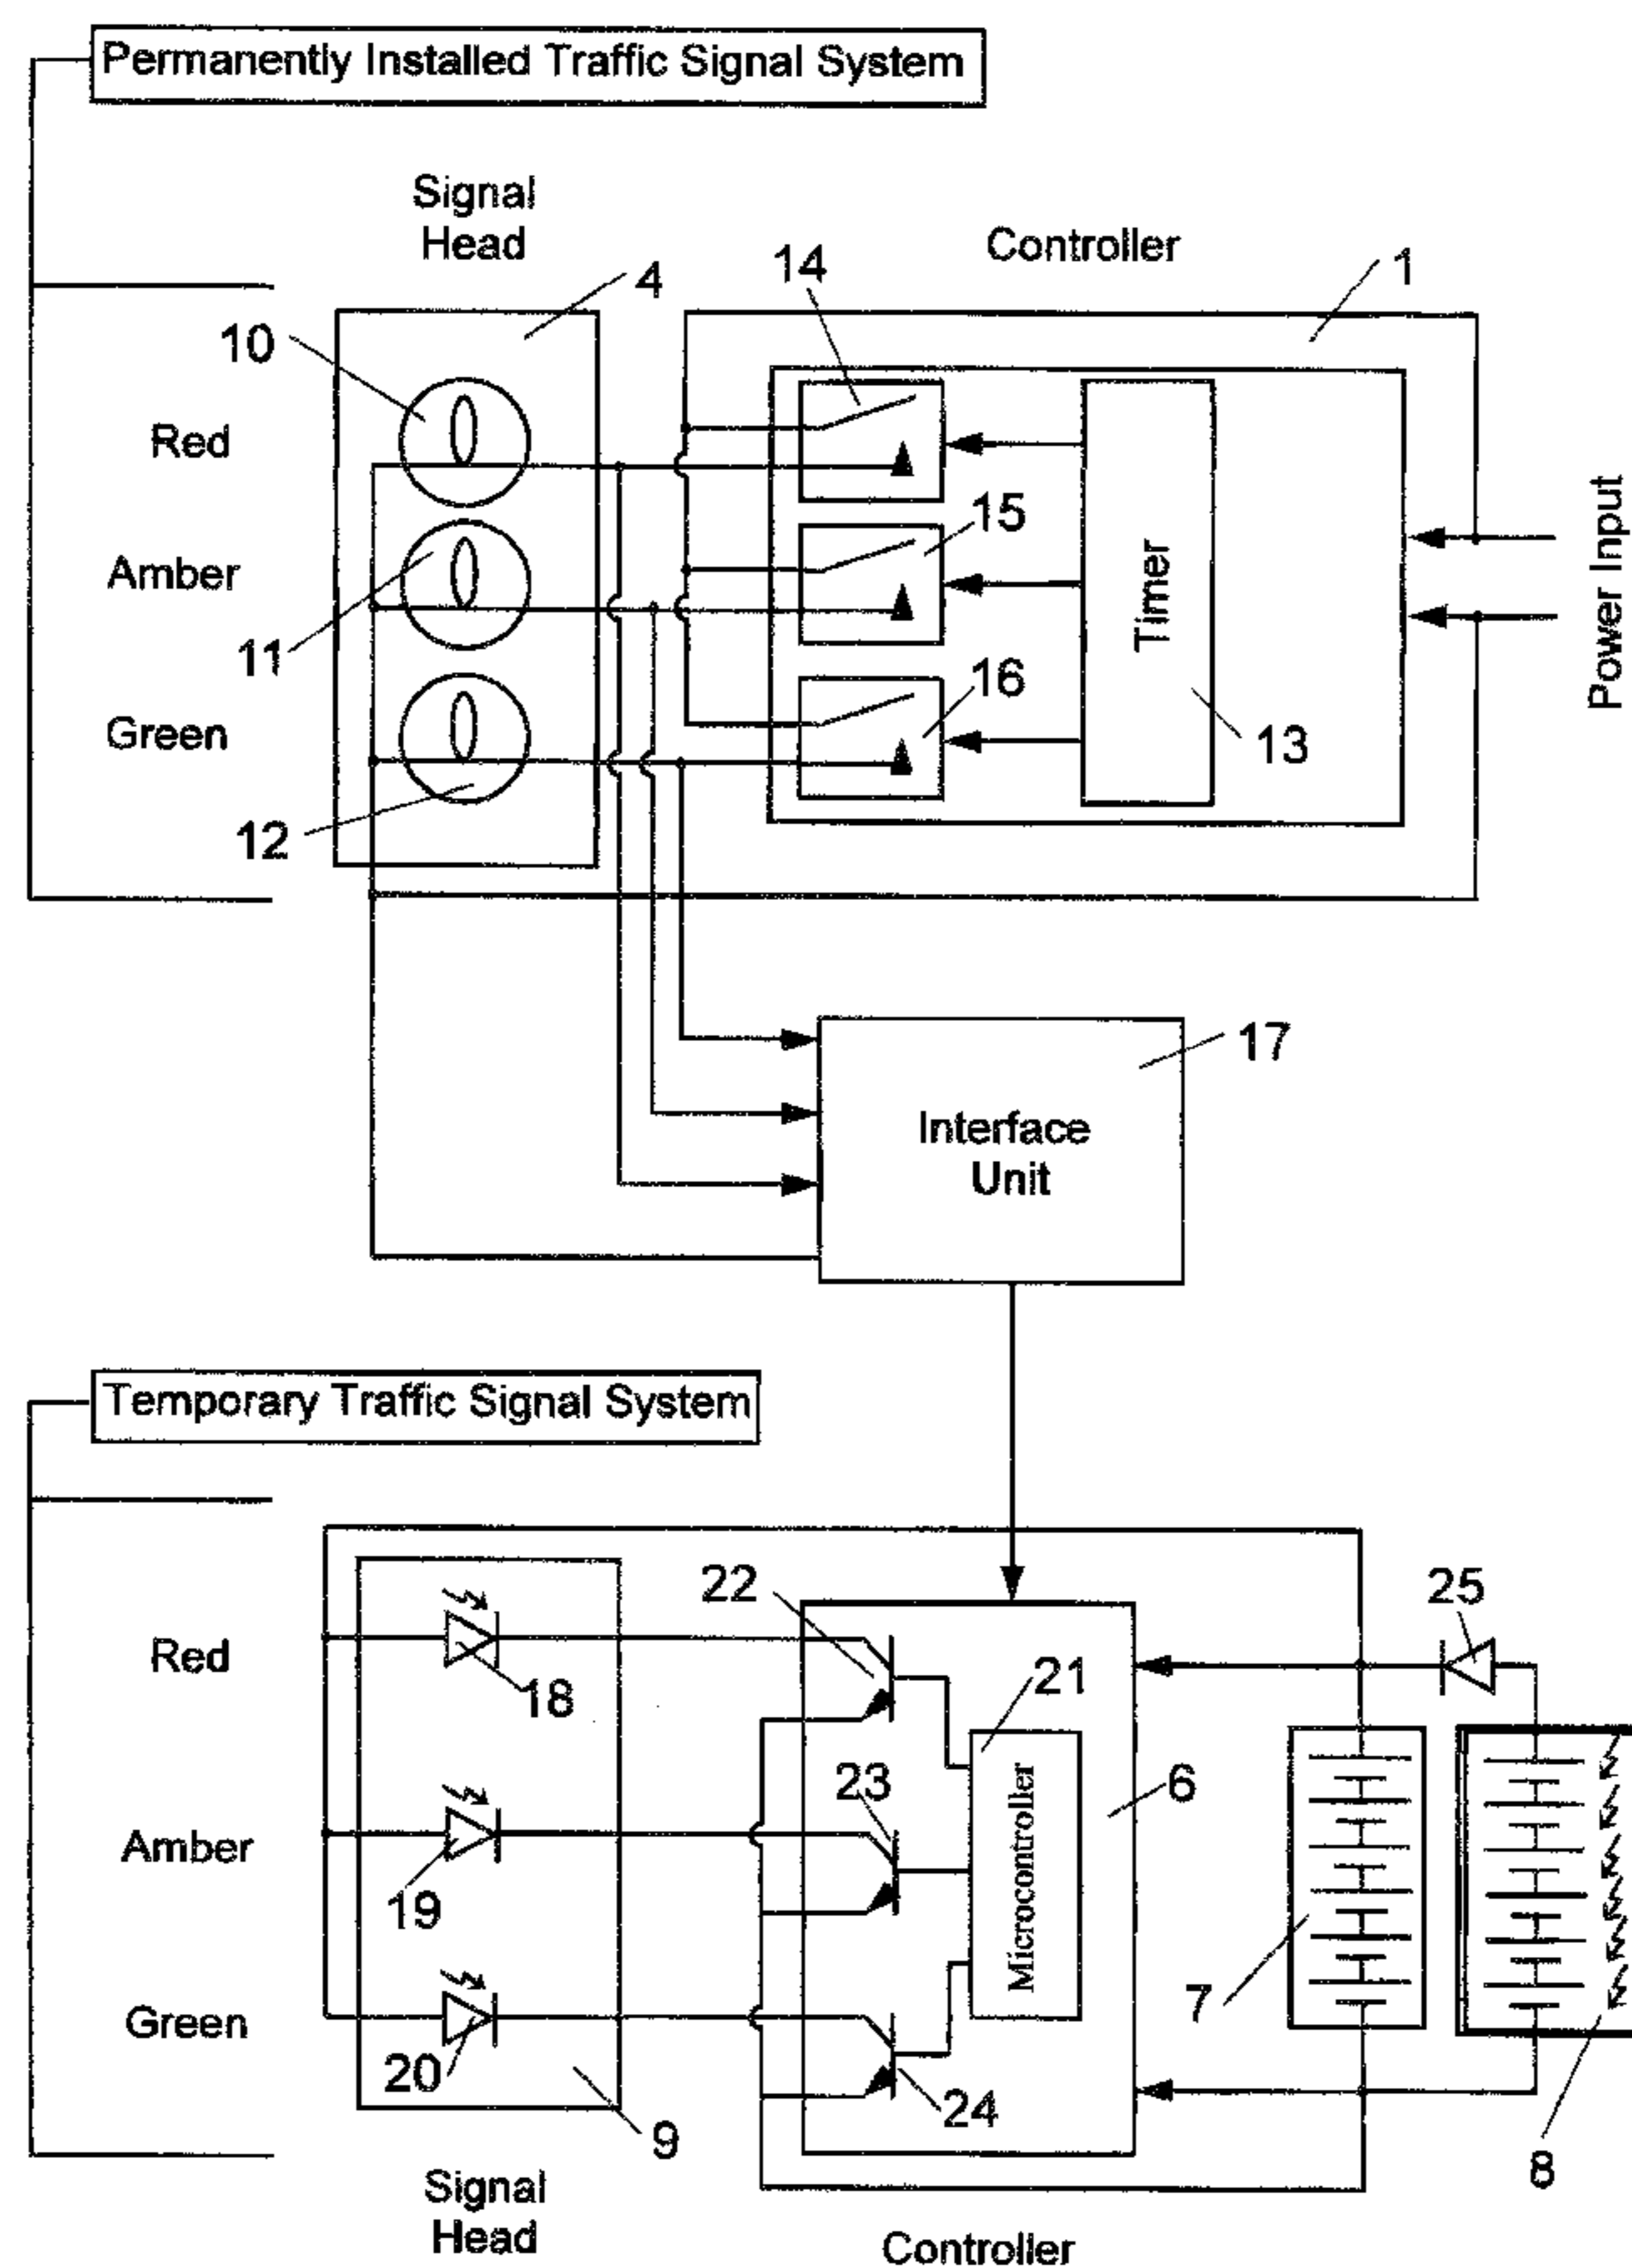 Permanently Installed Traffic Signal System
Signal
Head
Controller
4
14
1
10
Red
15
Amber
11
Timer
Power Input
16
Green
13
12
17
Interface
Unit
Temporary Traffic Signal System
22
25
Red
18
21
23
6
Microcontroller
Amber
19
7
Green
20
24
9
8
Signal
Head
Controller